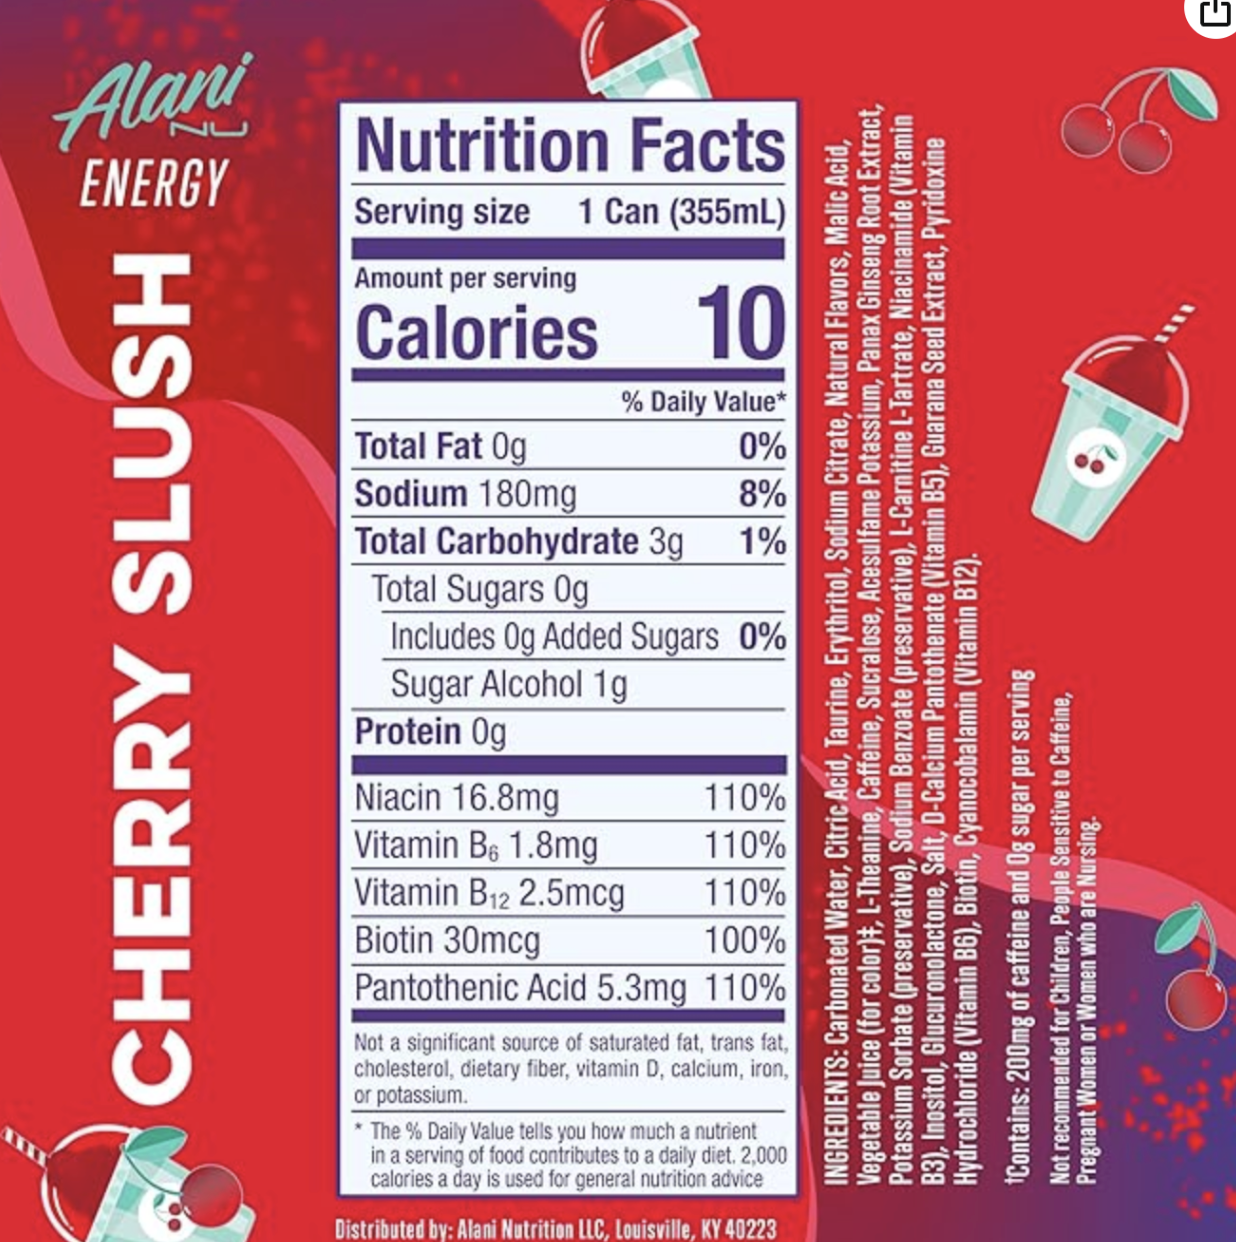 Alani
NU
ENERGY
CHERRY SLUSH
Nutrition Facts
Serving size 1 Can (355mL)
Amount per serving
Calories 10
% Daily Value*
Total Fat 0g 0%
Sodium 180mg 8%
Total Carbohydrate 3g 1%
Total Sugars 0g
Includes 0g Added Sugars 0%
Sugar Alcohol 1g
Protein 0g
Niacin 16.8mg 110%
Vitamin B₆ 1.8mg 110%
Vitamin B₁₂ 2.5mcg 110%
Biotin 30mcg 100%
Pantothenic Acid 5.3mg 110%
Not a significant source of saturated fat, trans fat,
cholesterol, dietary fiber, vitamin D, calcium, iron,
or potassium.
* The % Daily Value tells you how much a nutrient
in a serving of food contributes to a daily diet. 2,000
calories a day is used for general nutrition advice
Distributed by: Alani Nutrition LLC, Louisville, KY 40223
INGREDIENTS: Carbonated Water, Citric Acid, Taurine, Erythritol, Sodium Citrate, Natural Flavors, Malic Acid,
Vegetable Juice (for color)‡, L-Theanine, Caffeine, Sucralose, Acesulfame Potassium, Panax Ginseng Root Extract,
Potassium Sorbate (preservative), Sodium Benzoate (preservative), L-Carnitine L-Tartrate, Niacinamide (Vitamin
B3), Inositol, Glucuronolactone, Salt, D-Calcium Pantothenate (Vitamin B5), Guarana Seed Extract, Pyridoxine
Hydrochloride (Vitamin B6), Biotin, Cyanocobalamin (Vitamin B12).
†Contains: 200mg of caffeine and 0g sugar per serving
Not recommended for Children, People Sensitive to Caffeine,
Pregnant Women or Women who are Nursing.